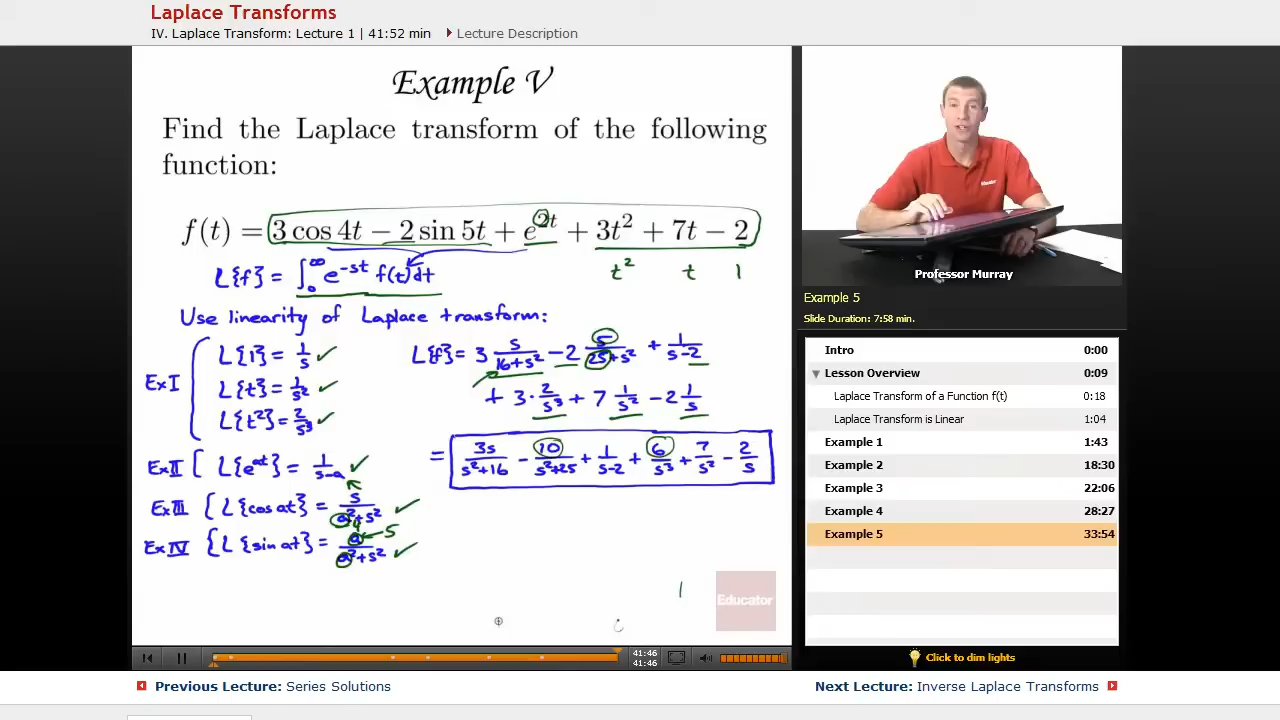 Laplace Transforms
IV. Laplace Transform: Lecture 1 | 41:52 min Lecture Description
Example V
Find the Laplace transform of the following
function:
f(t) = 3 cos 4t − 2 sin 5t + e^{2t} + 3t² + 7t − 2
L{f} = ∫₀^∞ e^{-st} f(t)dt
t² t 1
Use linearity of Laplace transform:
Ex I
L{1} = 1/s ✓
L{t} = 1/s² ✓
L{t²} = 2/s³ ✓
Ex II [ L{e^{at}} = 1/(s-a) ✓
Ex III { L{cos at} = s/(a²+s²) ✓
4
Ex IV { L{sin at} = a/(a²+s²) ✓
← 5
L{f} = 3 s/(16+s²) − 2 5/(25+s²) + 1/(s-2)
+ 3 · 2/s³ + 7 1/s² − 2 1/s
= 3s/(s²+16) − 10/(s²+25) + 1/(s-2) + 6/s³ + 7/s² − 2/s
Educator
41:46
41:46
Educator
Professor Murray
Example 5
Slide Duration: 7:58 min.
Intro 0:00
Lesson Overview 0:09
Laplace Transform of a Function f(t) 0:18
Laplace Transform is Linear 1:04
Example 1 1:43
Example 2 18:30
Example 3 22:06
Example 4 28:27
Example 5 33:54
Click to dim lights
Previous Lecture: Series Solutions
Next Lecture: Inverse Laplace Transforms